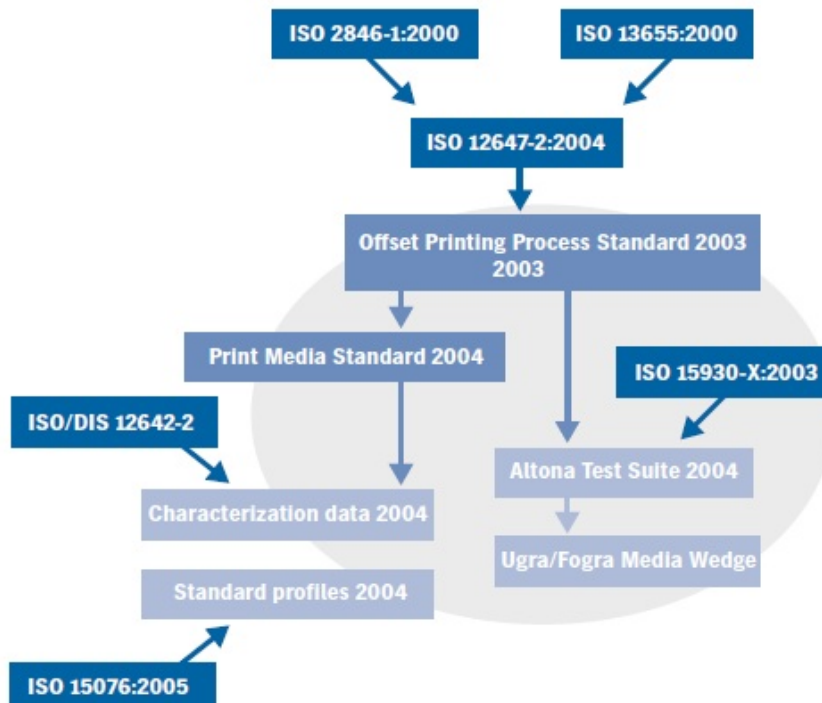 ISO 2846-1:2000
ISO 13655:2000
ISO 12647-2:2004
Offset Printing Process Standard 2003
2003
Print Media Standard 2004
ISO 15930-X:2003
ISO/DIS 12642-2
Altona Test Suite 2004
Characterization data 2004
Ugra/Fogra Media Wedge
Standard profiles 2004
ISO 15076:2005